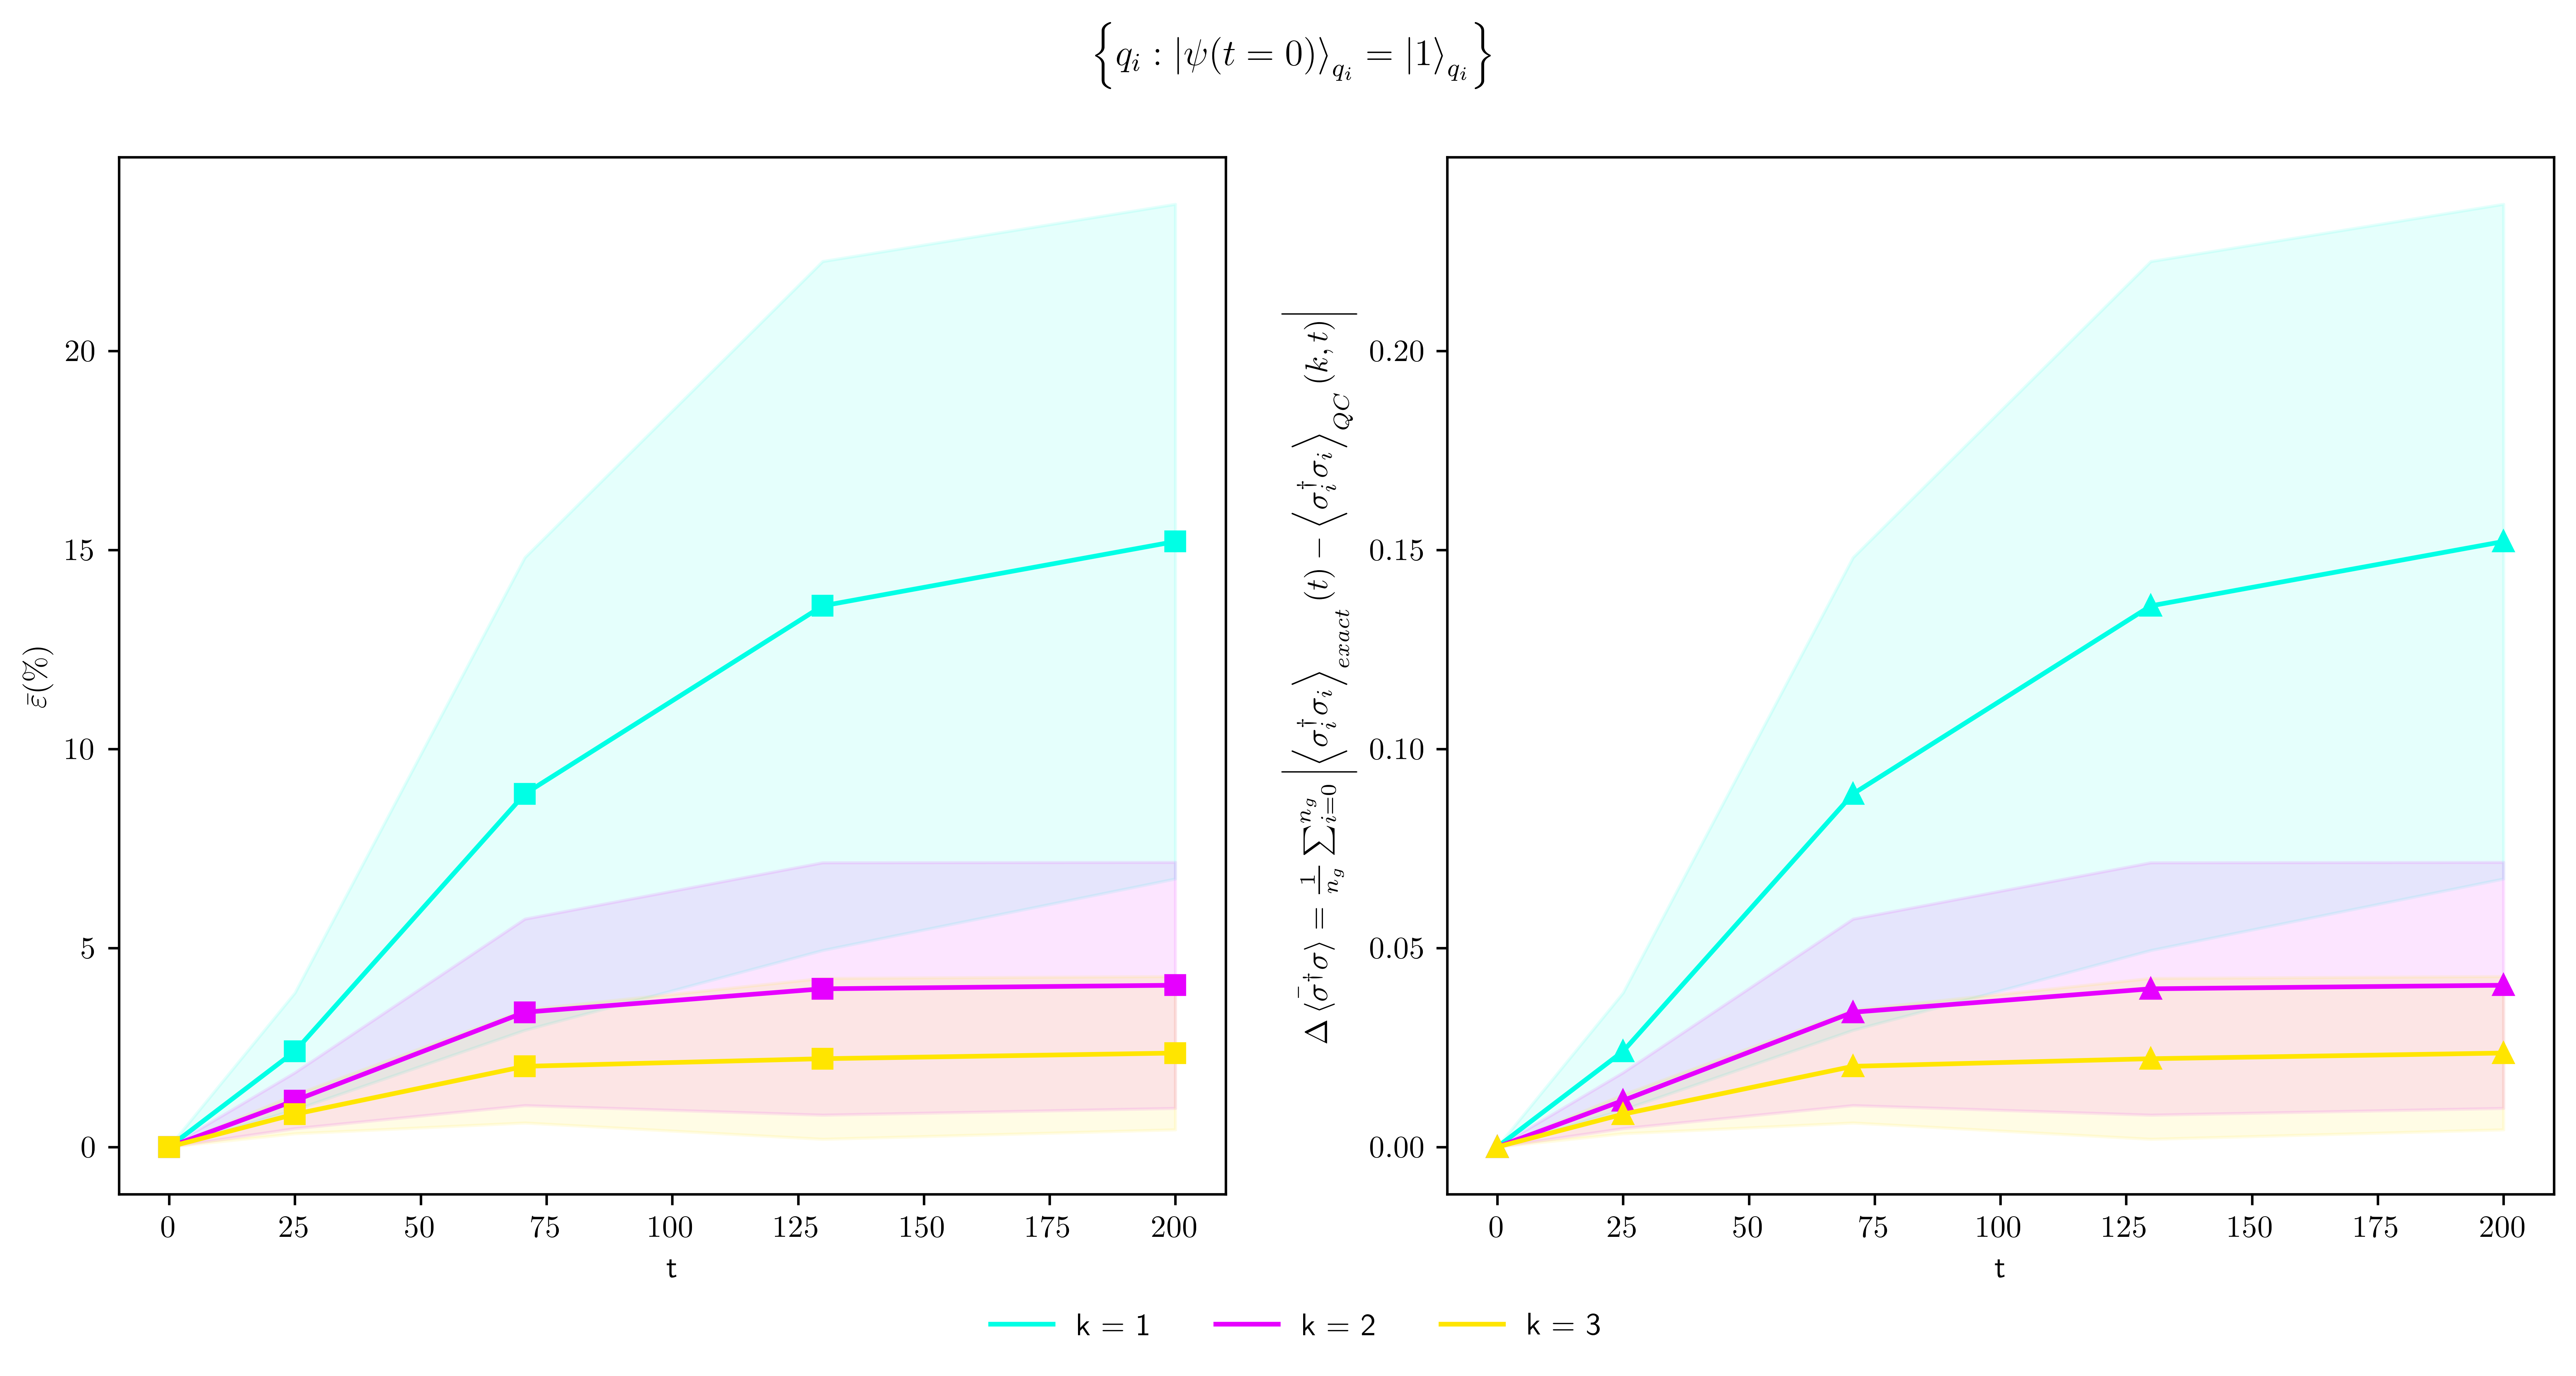 {q_i : |ψ(t = 0)⟩_{q_i} = |1⟩_{q_i}}
ε̄(%)
20
15
10
5
0
0 25 50 75 100 125 150 175 200
t
Δ⟨σ̄^†σ⟩ = 1/n_g ∑_{i=0}^{n_g} |⟨σ_i^†σ_i⟩_{exact}(t) − ⟨σ_i^†σ_i⟩_{QC}(k, t)|
0.20
0.15
0.10
0.05
0.00
0 25 50 75 100 125 150 175 200
t
k = 1 k = 2 k = 3